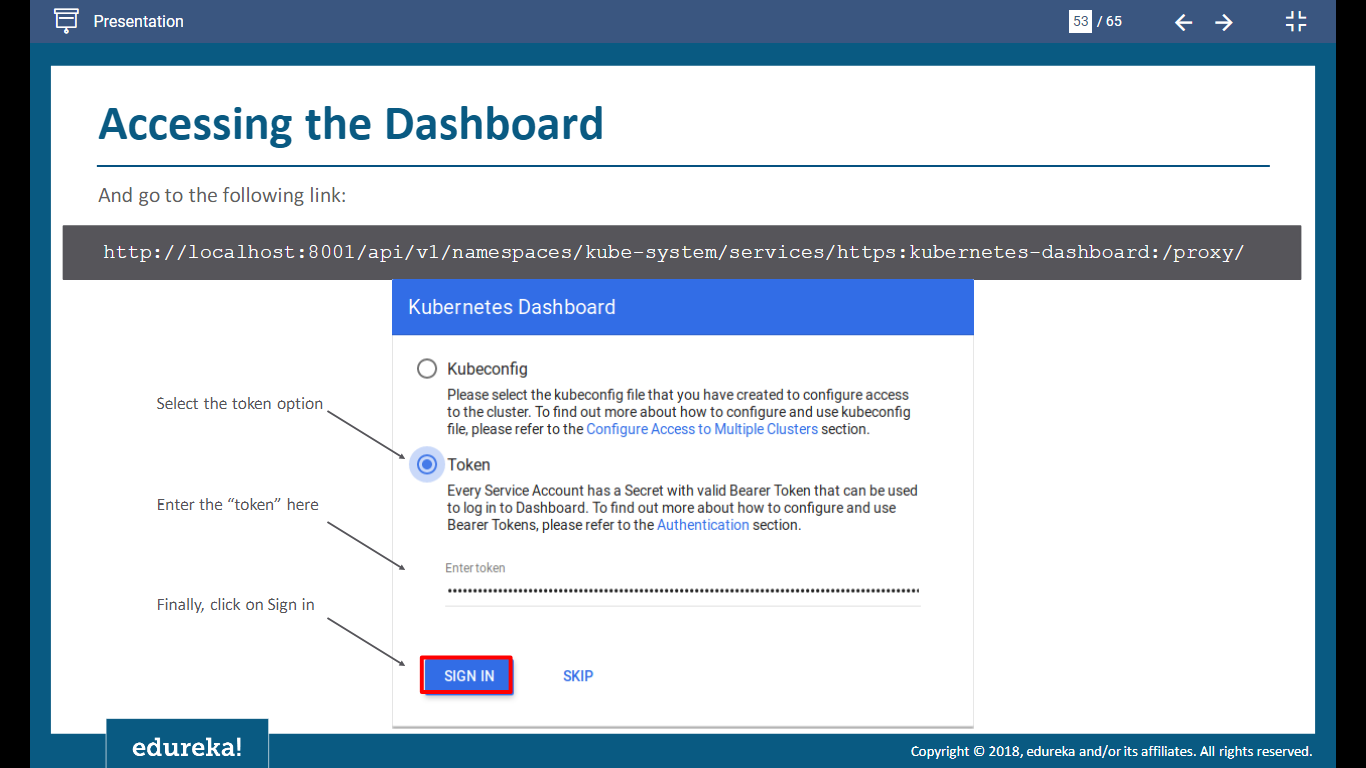 Presentation
53 / 65
Accessing the Dashboard
And go to the following link:
http://localhost:8001/api/v1/namespaces/kube-system/services/https:kubernetes-dashboard:/proxy/
Kubernetes Dashboard
Kubeconfig
Please select the kubeconfig file that you have created to configure access
to the cluster. To find out more about how to configure and use kubeconfig
file, please refer to the Configure Access to Multiple Clusters section.
Select the token option
Token
Every Service Account has a Secret with valid Bearer Token that can be used
to log in to Dashboard. To find out more about how to configure and use
Bearer Tokens, please refer to the Authentication section.
Enter the “token” here
Enter token
Finally, click on Sign in
SIGN IN
SKIP
edureka!
Copyright © 2018, edureka and/or its affiliates. All rights reserved.